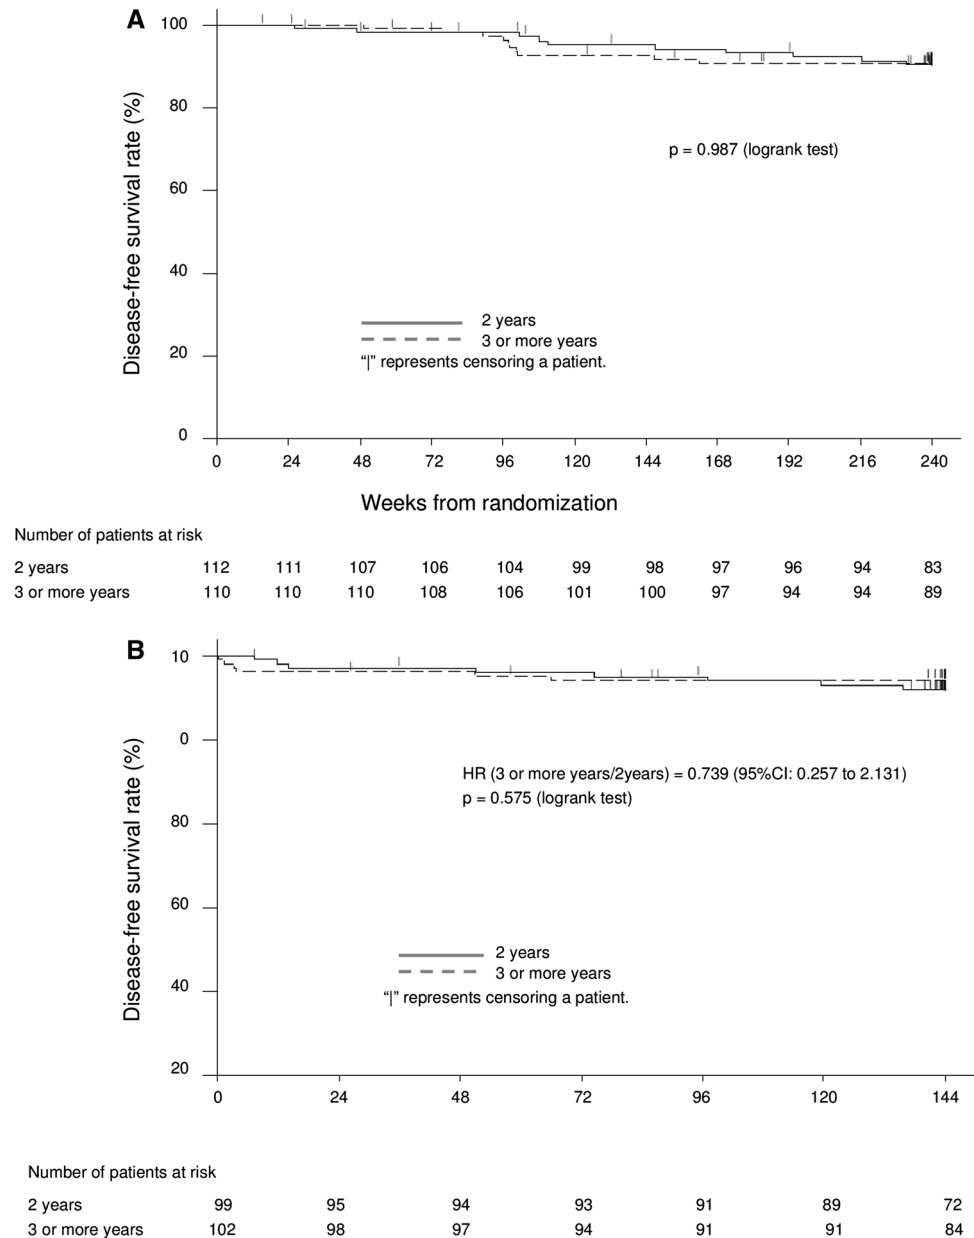 A
100
80
60
40
20
0
Disease-free survival rate (%)
p = 0.987 (logrank test)
2 years
3 or more years
“|” represents censoring a patient.
0 24 48 72 96 120 144 168 192 216 240
Weeks from randomization
Number of patients at risk
2 years 112 111 107 106 104 99 98 97 96 94 83
3 or more years 110 110 110 108 106 101 100 97 94 94 89
B
10
0
80
60
40
20
Disease-free survival rate (%)
HR (3 or more years/2years) = 0.739 (95%CI: 0.257 to 2.131)
p = 0.575 (logrank test)
2 years
3 or more years
“|” represents censoring a patient.
0 24 48 72 96 120 144
Number of patients at risk
2 years 99 95 94 93 91 89 72
3 or more years 102 98 97 94 91 91 84